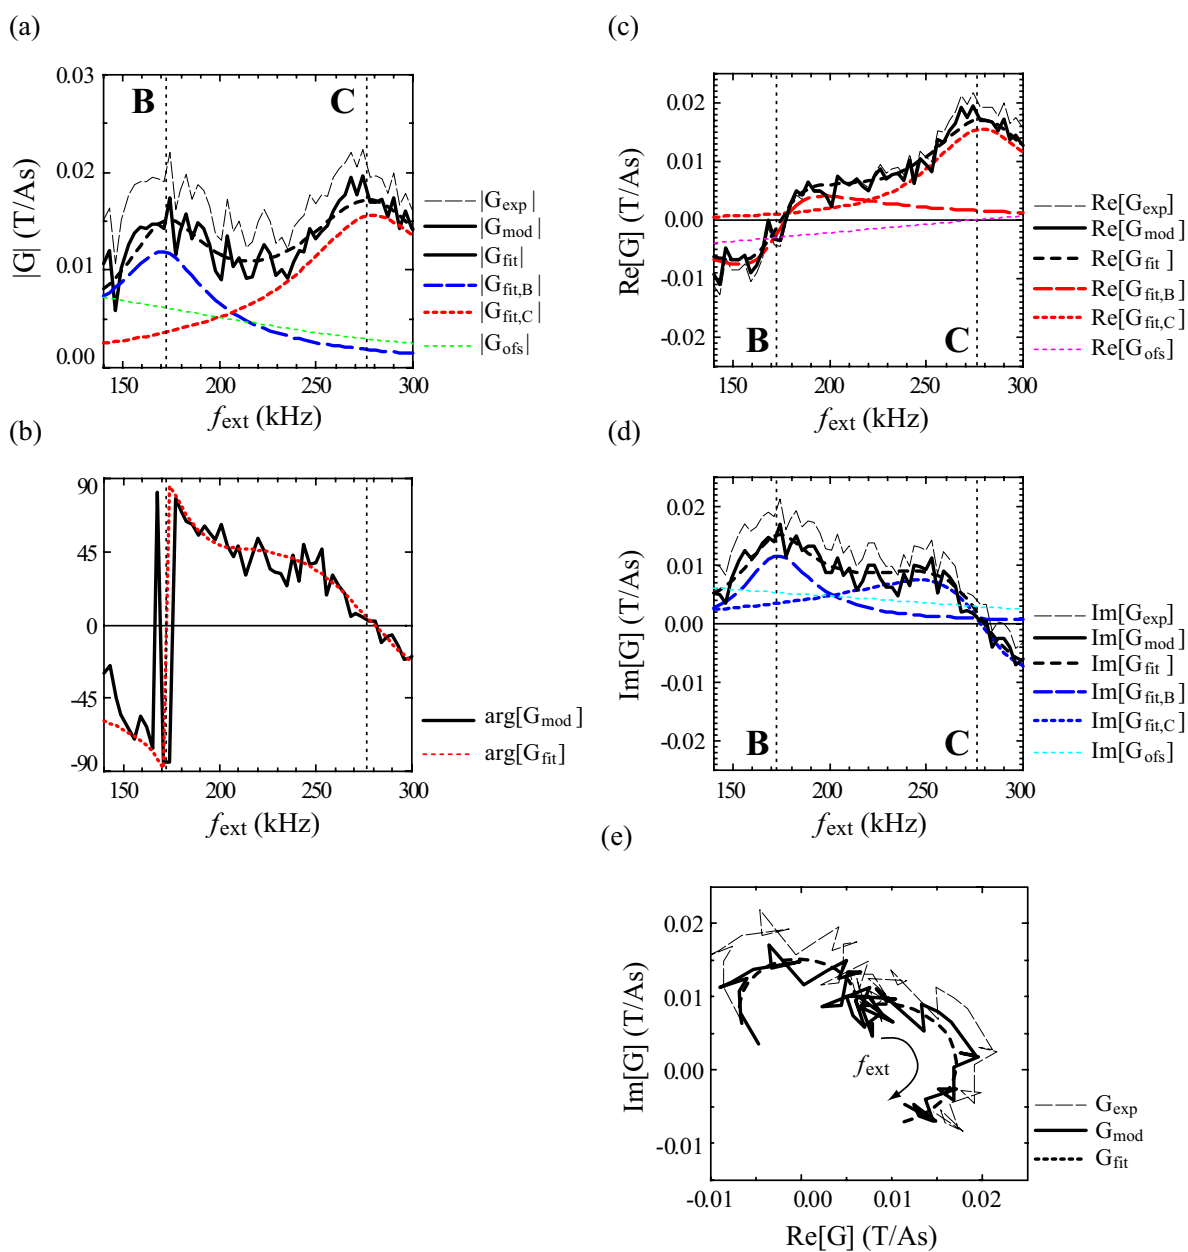 (a)
0.03
0.02
0.01
0.00
|G| (T/As)
B
C
150
200
250
300
fext (kHz)
|Gexp|
|Gmod|
|Gfit|
|Gfit,B|
|Gfit,C|
|Gofs|
(b)
90
45
0
-45
-90
150
200
250
300
fext (kHz)
arg[Gmod]
arg[Gfit]
(c)
0.02
0.01
0.00
-0.01
-0.02
Re[G] (T/As)
B
C
150
200
250
300
fext (kHz)
Re[Gexp]
Re[Gmod]
Re[Gfit ]
Re[Gfit,B]
Re[Gfit,C]
Re[Gofs]
(d)
0.02
0.01
0.00
-0.01
-0.02
Im[G] (T/As)
B
C
150
200
250
300
fext (kHz)
Im[Gexp]
Im[Gmod]
Im[Gfit ]
Im[Gfit,B]
Im[Gfit,C]
Im[Gofs]
(e)
0.02
0.01
0.00
-0.01
Im[G] (T/As)
fext
-0.01
0.00
0.01
0.02
Re[G] (T/As)
Gexp
Gmod
Gfit